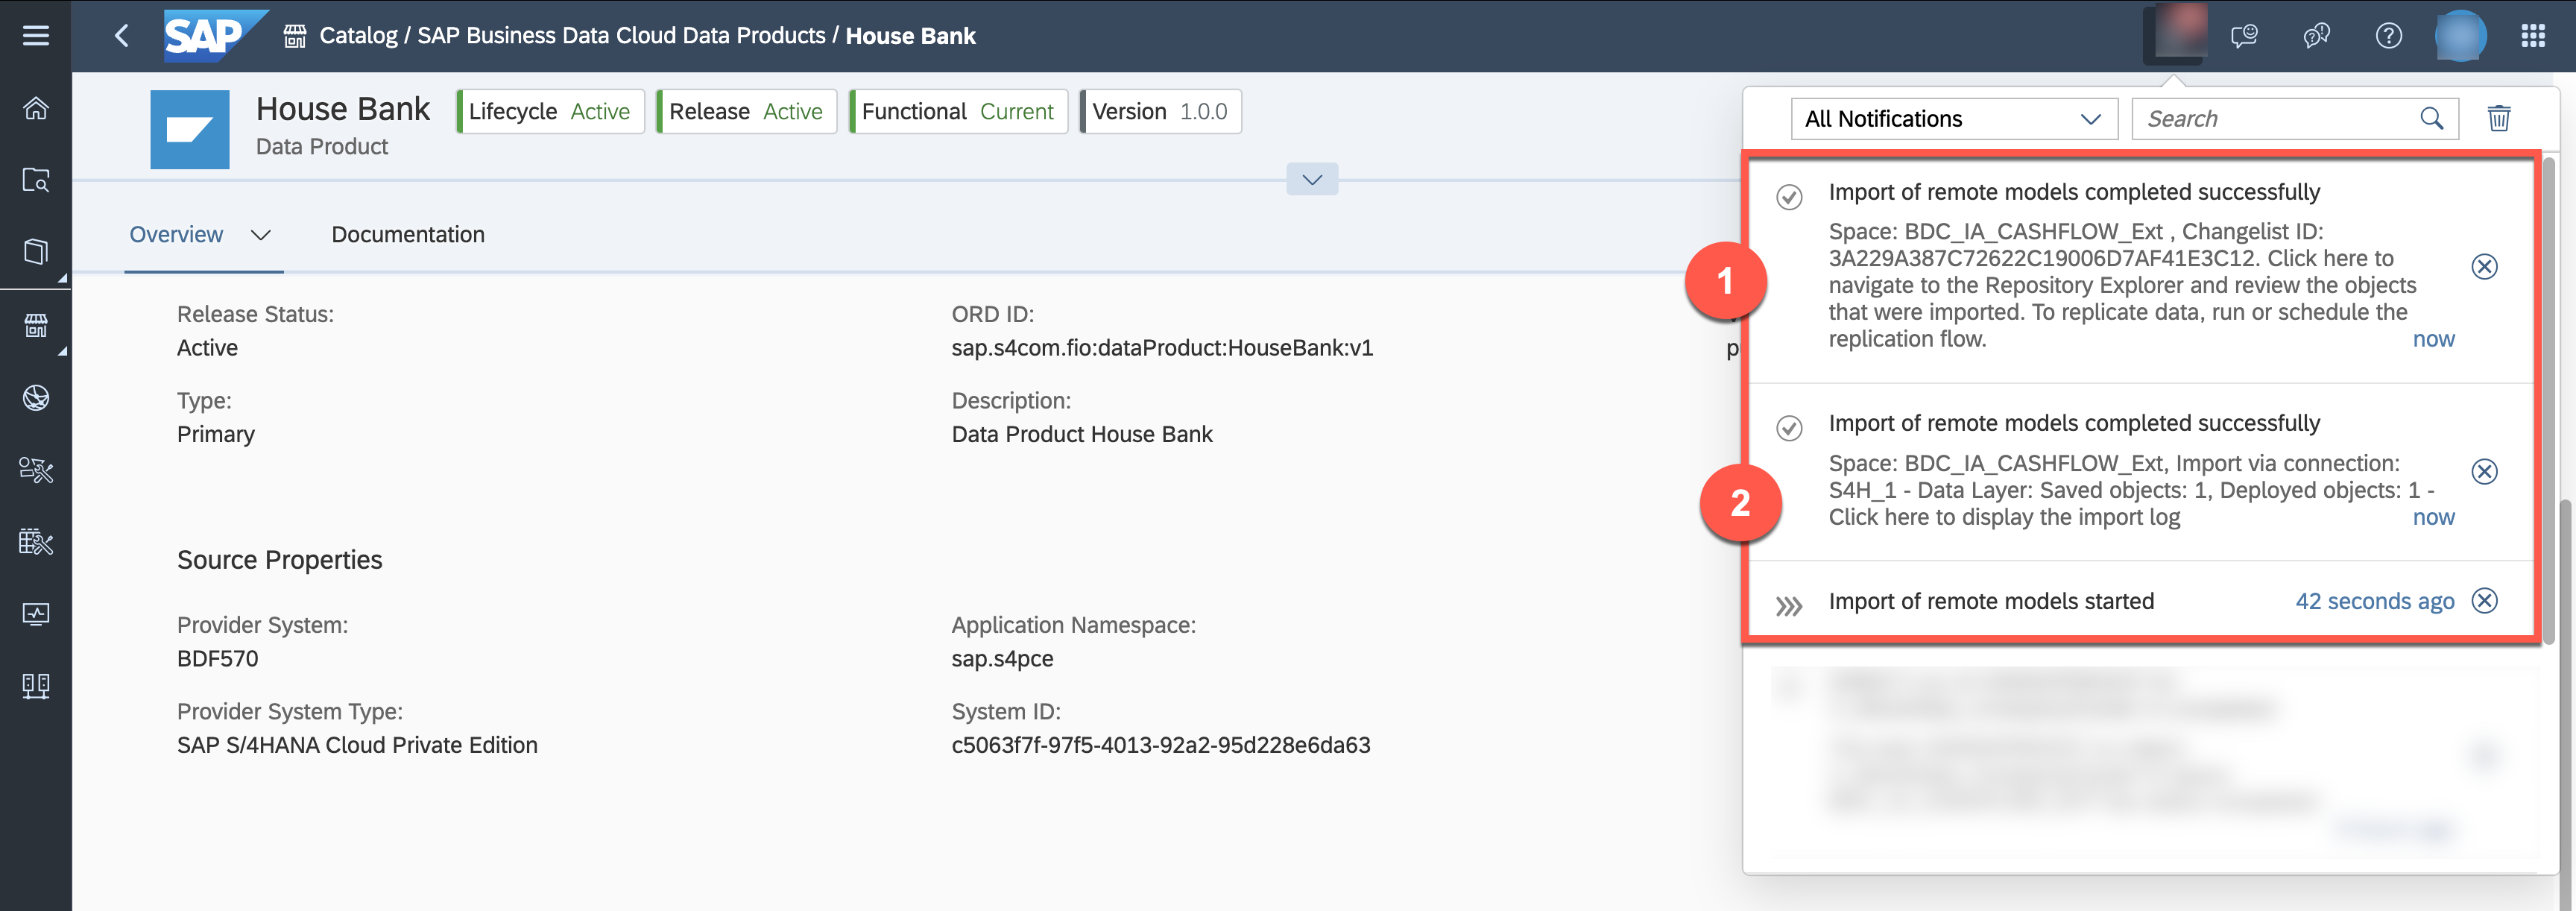 SAP Catalog / SAP Business Data Cloud Data Products / House Bank
House Bank
Data Product
Lifecycle Active
Release Active
Functional Current
Version 1.0.0
Overview
Documentation
Release Status:
Active
ORD ID:
sap.s4com.fio:dataProduct:HouseBank:v1
Type:
Primary
Description:
Data Product House Bank
Source Properties
Provider System:
BDF570
Application Namespace:
sap.s4pce
Provider System Type:
SAP S/4HANA Cloud Private Edition
System ID:
c5063f7f-97f5-4013-92a2-95d228e6da63
All Notifications
Search
1
Import of remote models completed successfully
Space: BDC_IA_CASHFLOW_Ext , Changelist ID:
3A229A387C72622C19006D7AF41E3C12. Click here to
navigate to the Repository Explorer and review the objects
that were imported. To replicate data, run or schedule the
replication flow.
now
2
Import of remote models completed successfully
Space: BDC_IA_CASHFLOW_Ext, Import via connection:
S4H_1 - Data Layer: Saved objects: 1, Deployed objects: 1 -
Click here to display the import log
now
Import of remote models started
42 seconds ago